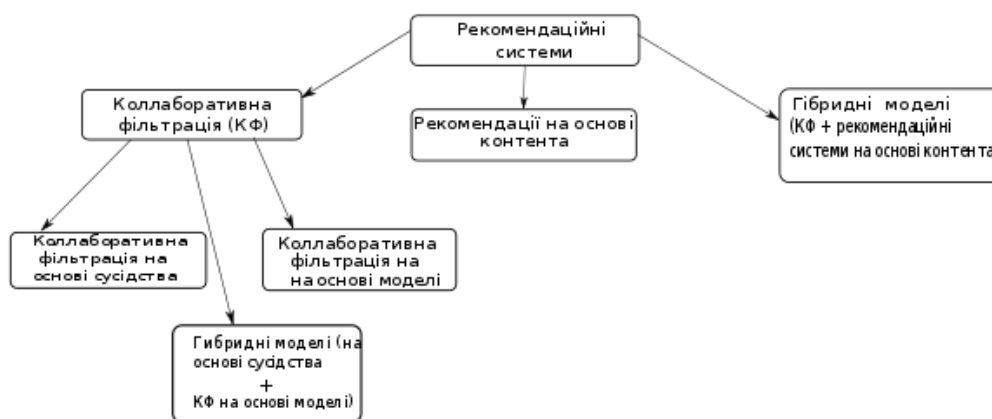 Рекомендаційні
системи
Коллаборативна
фільтрація (КФ)
Рекомендації на основі
контента
Гібридні моделі
(КФ + рекомендаційні
системи на основі контента
Коллаборативна
фільтрація на
основі сусідства
Коллаборативна
фільтрація на
на основі моделі
Гибридні моделі (на
основі сусідства
+
КФ на основі моделі)